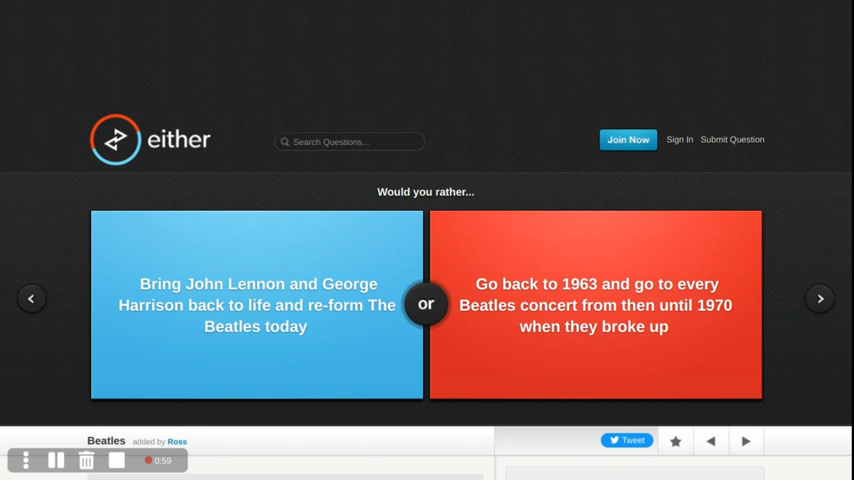 either
Search Questions...
Join Now
Sign In
Submit Question
Would you rather...
Bring John Lennon and George
Harrison back to life and re-form The
Beatles today
or
Go back to 1963 and go to every
Beatles concert from then until 1970
when they broke up
Beatles added by Ross
Tweet
0:59